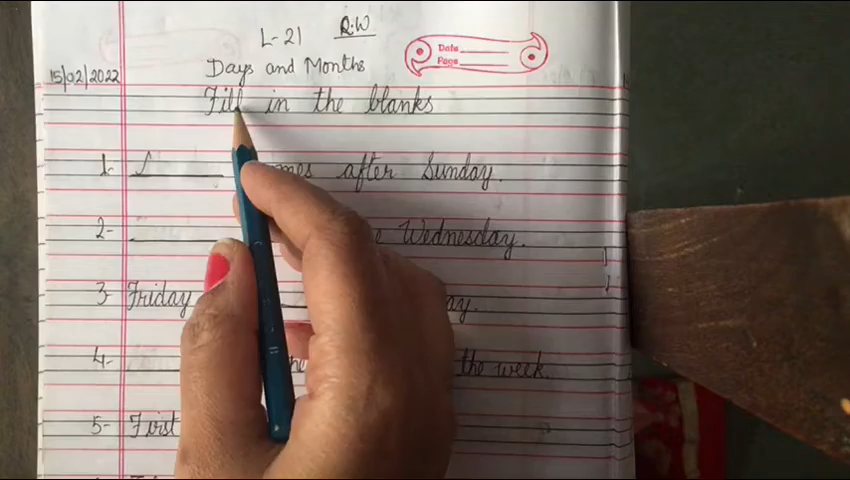 L-21 R.W
Date
Page
15/02/2022 Days and Months
Fill in the blanks
1- after Sunday.
2- Wednesday.
3- Friday
4- the week.
5- First